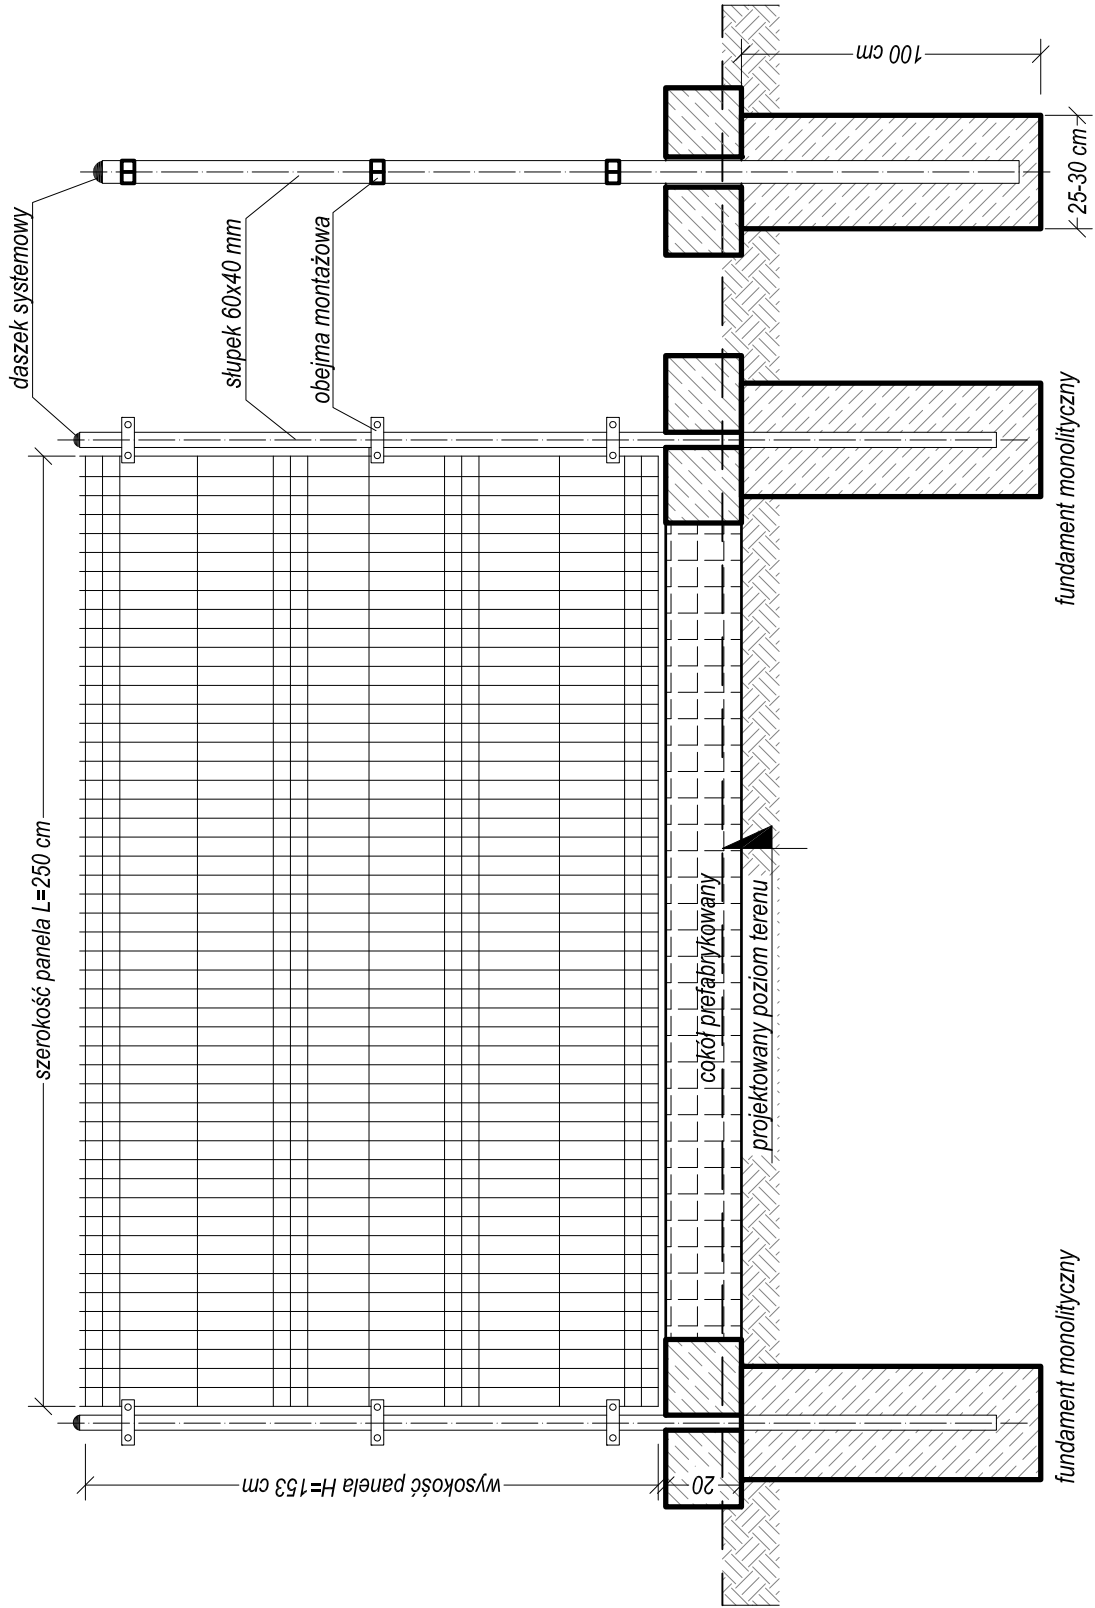 daszek systemowy
słupek 60x40 mm
obejma montażowa
szerokość panela L=250 cm
wysokość panela H=153 cm
20
100 cm
25-30 cm
cokół prefabrykowany
projektowany poziom terenu
fundament monolityczny
fundament monolityczny